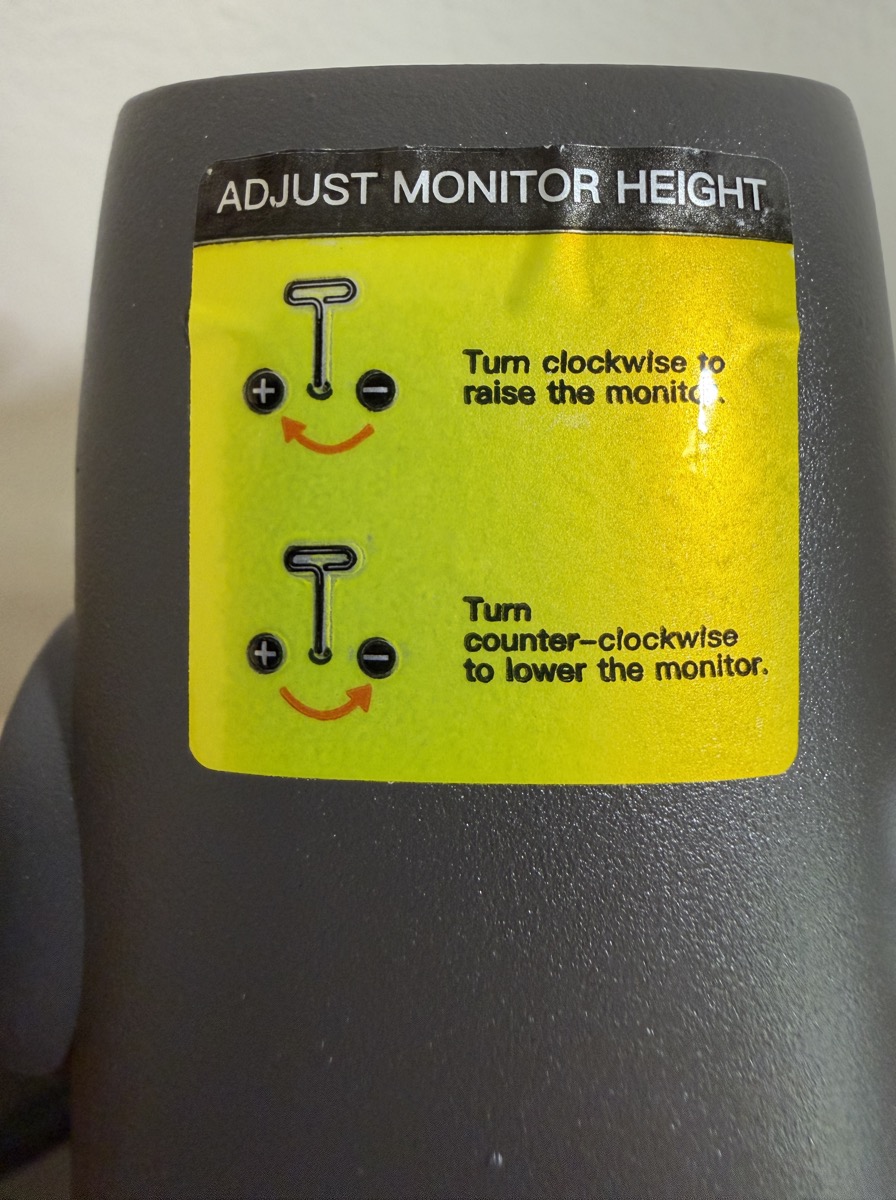 ADJUST MONITOR HEIGHT
+ −
Turn clockwise to
raise the monitor.
+ −
Turn
counter-clockwise
to lower the monitor.